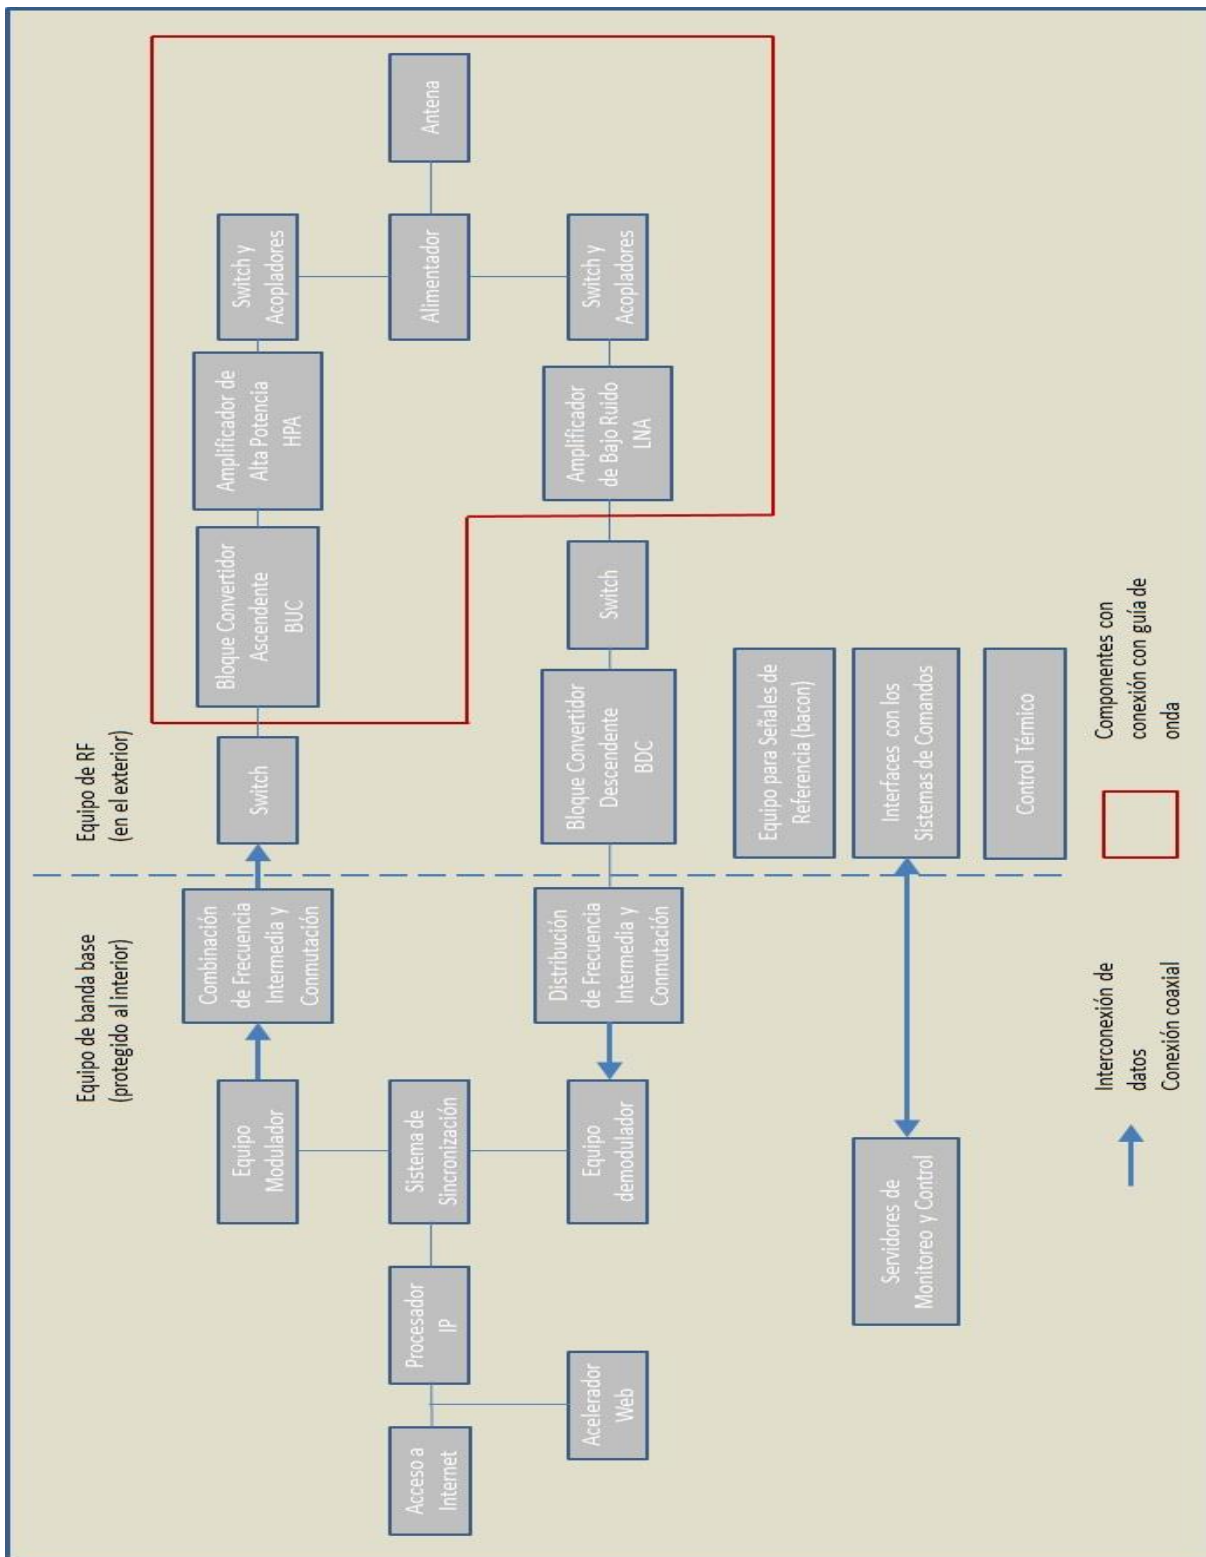 Equipo de banda base
(protegido al interior)
Equipo de RF
(en el exterior)
Equipo
Modulador
Combinación
de Frecuencia
Intermedia y
Conmutación
Switch
Bloque Convertidor
Ascendente
BUC
Amplificador de
Alta Potencia
HPA
Switch y
Acopladores
Acceso a
Internet
Procesador
IP
Sistema de
Sincronización
Alimentador
Antena
Acelerador
Web
Equipo
demodulador
Distribución
de Frecuencia
Intermedia y
Conmutación
Bloque Convertidor
Descendente
BDC
Switch
Amplificador
de Bajo Ruido
LNA
Switch y
Acopladores
Equipo para Señales de
Referencia (bacon)
Servidores de
Monitoreo y Control
Interfaces con los
Sistemas de Comandos
Control Térmico
Interconexión de
datos
Conexión coaxial
Componentes con
conexión con guía de
onda